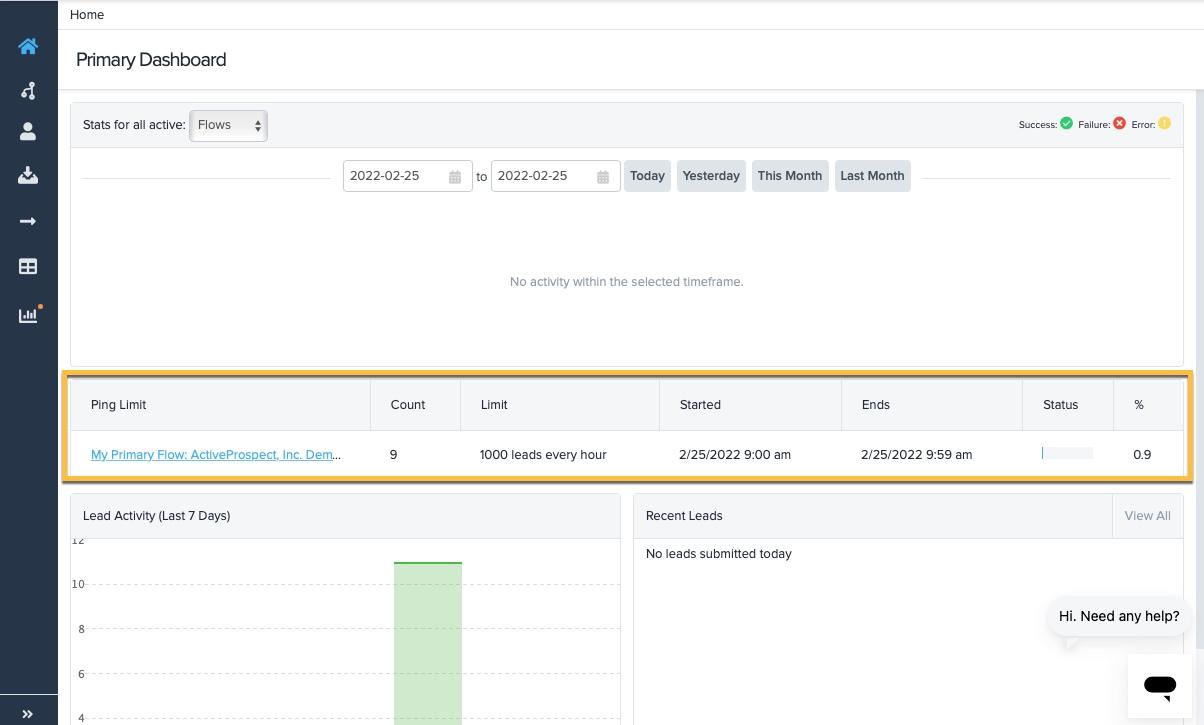 Home
Primary Dashboard
Stats for all active: Flows Success: Failure: Error:
2022-02-25 to 2022-02-25 Today Yesterday This Month Last Month
No activity within the selected timeframe.
Ping Limit Count Limit Started Ends Status %
My Primary Flow: ActiveProspect, Inc. Dem... 9 1000 leads every hour 2/25/2022 9:00 am 2/25/2022 9:59 am 0.9
Lead Activity (Last 7 Days) Recent Leads View All
12
No leads submitted today
10
Hi. Need any help?
8
6
4